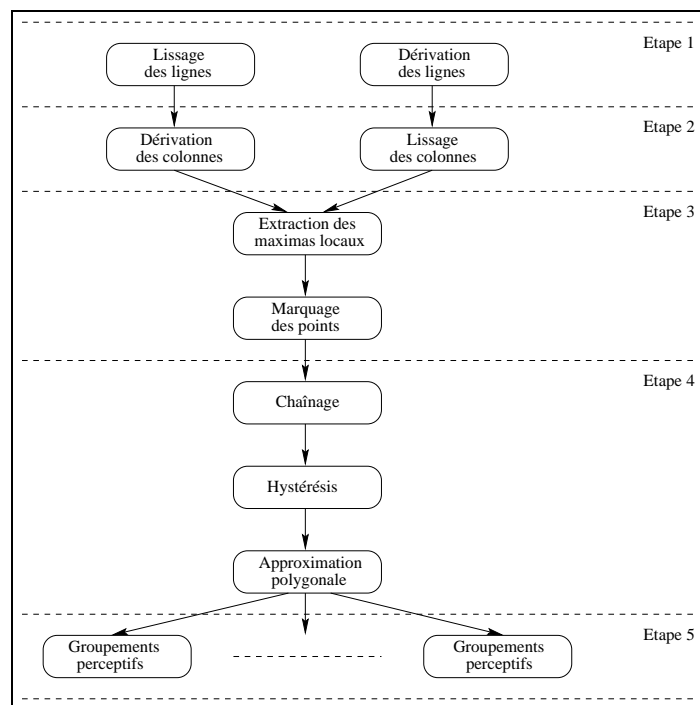 Etape 1
Lissage
des lignes
Dérivation
des lignes
Etape 2
Dérivation
des colonnes
Lissage
des colonnes
Etape 3
Extraction des
maximas locaux
Marquage
des points
Etape 4
Chaînage
Hystérésis
Approximation
polygonale
Etape 5
Groupements
perceptifs
Groupements
perceptifs